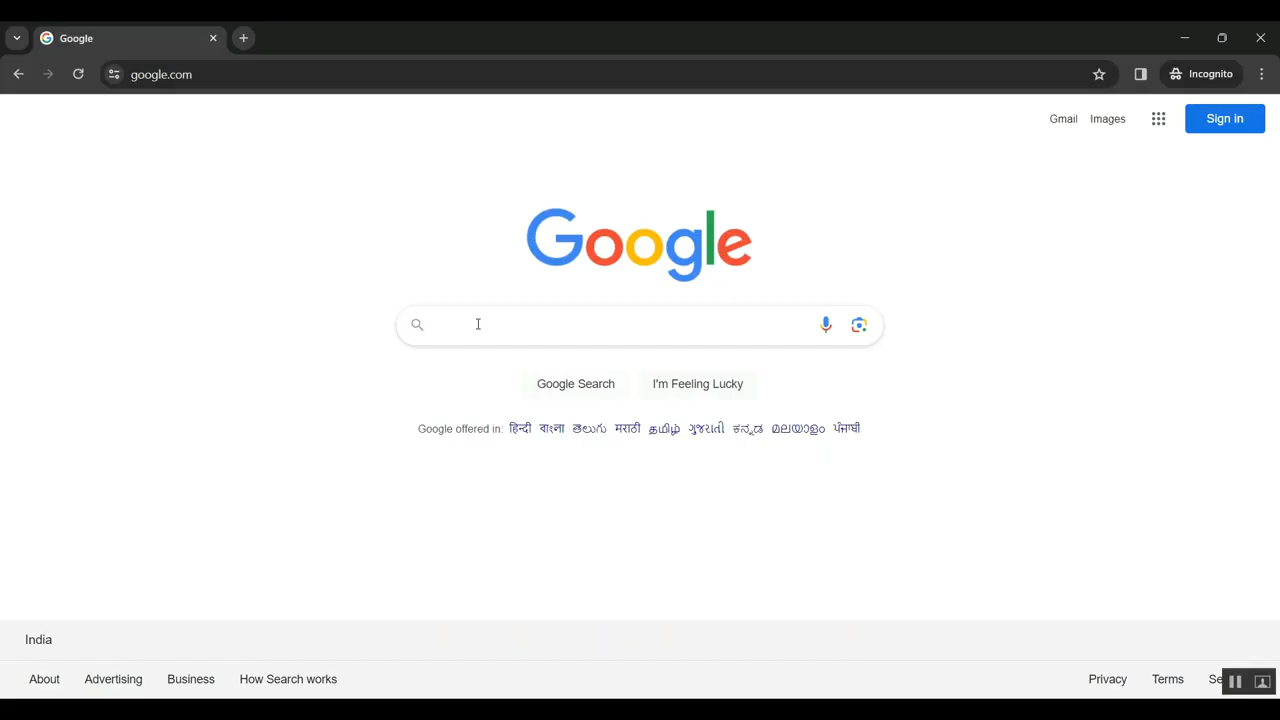 Google
google.com
Incognito
Gmail Images Sign in
Google
Google Search I'm Feeling Lucky
Google offered in: हिन्दी বাংলা తెలుగు मराठी தமிழ் ગુજરાતી ಕನ್ನಡ മലയാളം ਪੰਜਾਬੀ
India
About Advertising Business How Search works Privacy Terms Se